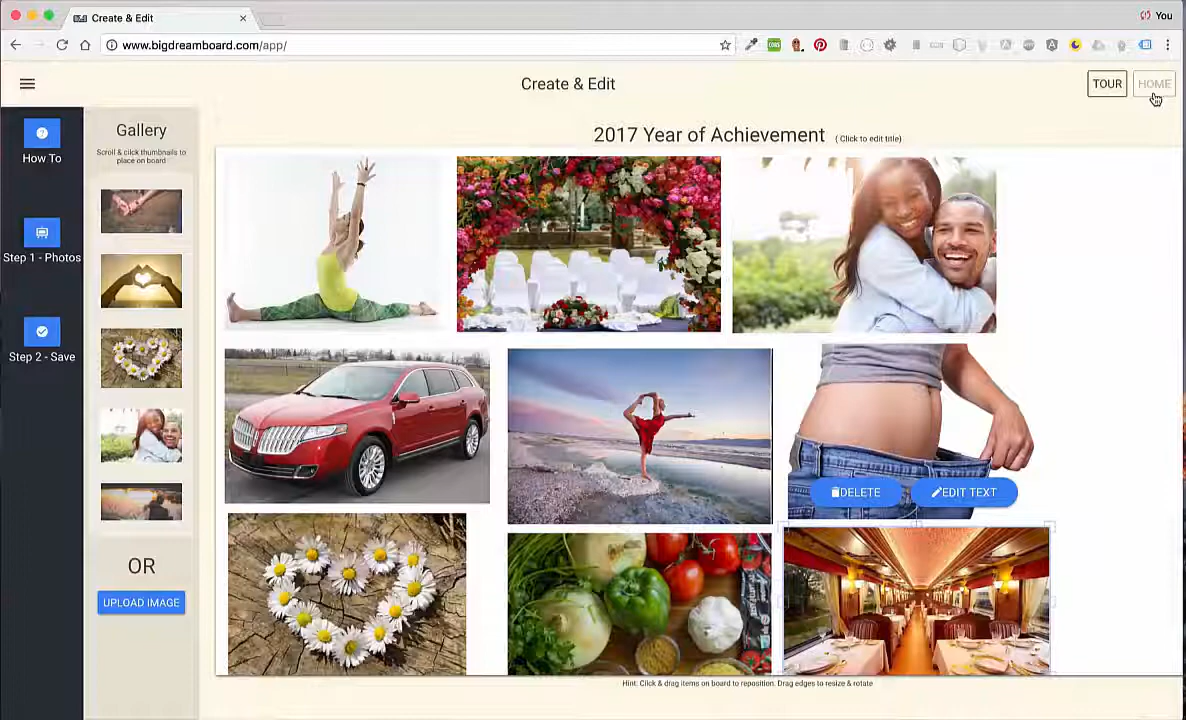 Create & Edit
You
www.bigdreamboard.com/app/
Create & Edit
TOUR
HOME
How To
Step 1 - Photos
Step 2 - Save
Gallery
Scroll & click thumbnails to
place on board
OR
UPLOAD IMAGE
2017 Year of Achievement
( Click to edit title)
DELETE
EDIT TEXT
Hint: Click & drag items on board to reposition. Drag edges to resize & rotate